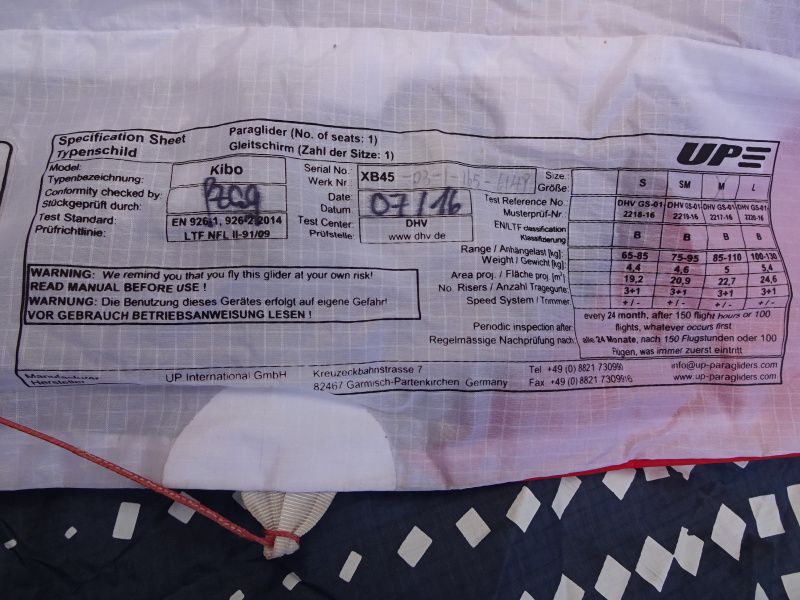 Specification Sheet
Typenschild
Paraglider (No. of seats: 1)
Gleitschirm (Zahl der Sitze: 1)
UP
Model:
Typenbezeichnung:
Kibo
Conformity checked by:
Stückgeprüft durch:
Test Standard:
Prüfrichtlinie:
EN 926-1, 926-2:2014
LTF NFL II-91/09
Serial No.
Werk Nr.
XB45
Date:
Datum
07/16
Test Center:
Prüfstelle:
DHV
www.dhv.de
Size:
Größe:
S SM M L
Test Reference No.:
Musterprüf-Nr.:
DHV GS-01- DHV GS-01- DHV GS-01- DHV GS-01-
2218-16 2219-16 2217-16 2220-16
EN/LTF classification
Klassifizierung
B B B B
Range / Anhängelast [kg]: 65-85 75-95 85-110 100-130
Weight / Gewicht [kg]: 4,4 4,6 5 5,4
Area proj. / Fläche proj. [m²]: 19,2 20,9 22,7 24,6
No. Risers / Anzahl Tragegurte: 3+1 3+1 3+1 3+1
Speed System / Trimmer: +/- +/- +/- +/-
Periodic inspection after:
Regelmässige Nachprüfung nach:
every 24 month, after 150 flight hours or 100
flights, whatever occurs first
alle 24 Monate, nach 150 Flugstunden oder 100
Flügen, was immer zuerst eintritt
WARNING: We remind you that you fly this glider at your own risk!
READ MANUAL BEFORE USE !
WARNUNG: Die Benutzung dieses Gerätes erfolgt auf eigene Gefahr!
VOR GEBRAUCH BETRIEBSANWEISUNG LESEN !
Manufacturer
Hersteller
UP International GmbH
Kreuzeckbahnstrasse 7
82467 Garmisch-Partenkirchen Germany
Tel +49 (0) 8821 730990
Fax +49 (0) 8821 7309916
info@up-paragliders.com
www.up-paragliders.com